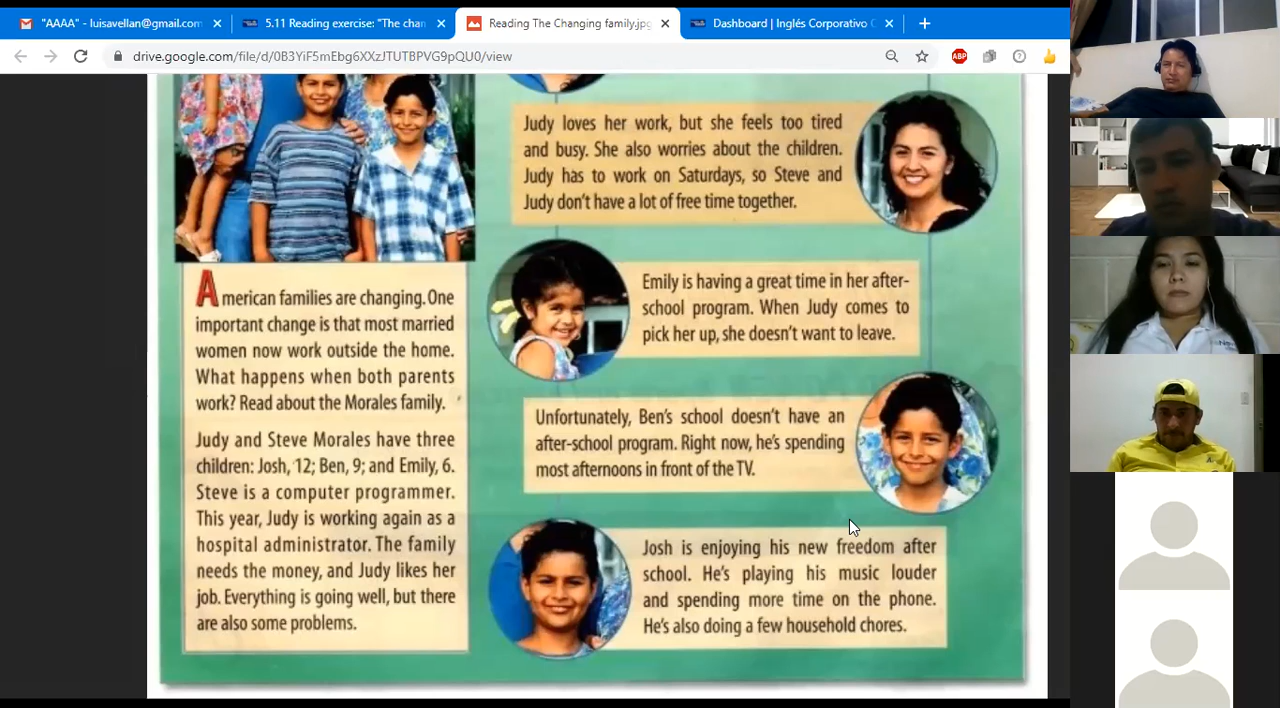 "AAAA" - luisavellan@gmail.com
5.11 Reading exercise: "The chan
Reading The Changing family.jpg
Dashboard | Inglés Corporativo
drive.google.com/file/d/0B3YiF5mEbg6XXzJTUTBPVG9pQU0/view
ABP
American families are changing. One
important change is that most married
women now work outside the home.
What happens when both parents
work? Read about the Morales family.
Judy and Steve Morales have three
children: Josh, 12; Ben, 9; and Emily, 6.
Steve is a computer programmer.
This year, Judy is working again as a
hospital administrator. The family
needs the money, and Judy likes her
job. Everything is going well, but there
are also some problems.
Judy loves her work, but she feels too tired
and busy. She also worries about the children.
Judy has to work on Saturdays, so Steve and
Judy don't have a lot of free time together.
Emily is having a great time in her after-
school program. When Judy comes to
pick her up, she doesn't want to leave.
Unfortunately, Ben's school doesn't have an
after-school program. Right now, he's spending
most afternoons in front of the TV.
Josh is enjoying his new freedom after
school. He's playing his music louder
and spending more time on the phone.
He's also doing a few household chores.